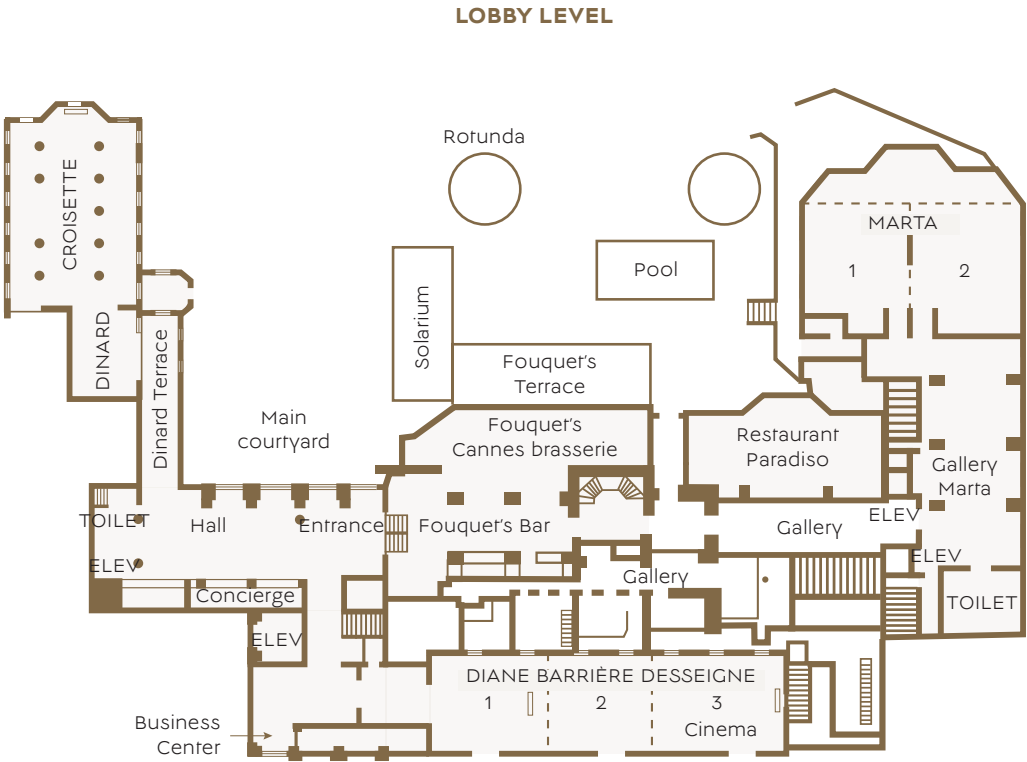 LOBBY LEVEL
Rotunda
CROISETTE
MARTA
1
2
Pool
Solarium
DINARD
Dinard Terrace
Fouquet's
Terrace
Main
courtyard
Fouquet's
Cannes brasserie
Restaurant
Paradiso
Gallery
Marta
TOILET
Hall
Entrance
Fouquet's Bar
Gallery
ELEV
ELEV
ELEV
Gallery
Concierge
TOILET
ELEV
DIANE BARRIÈRE DESSEIGNE
1
2
3
Cinema
Business
Center